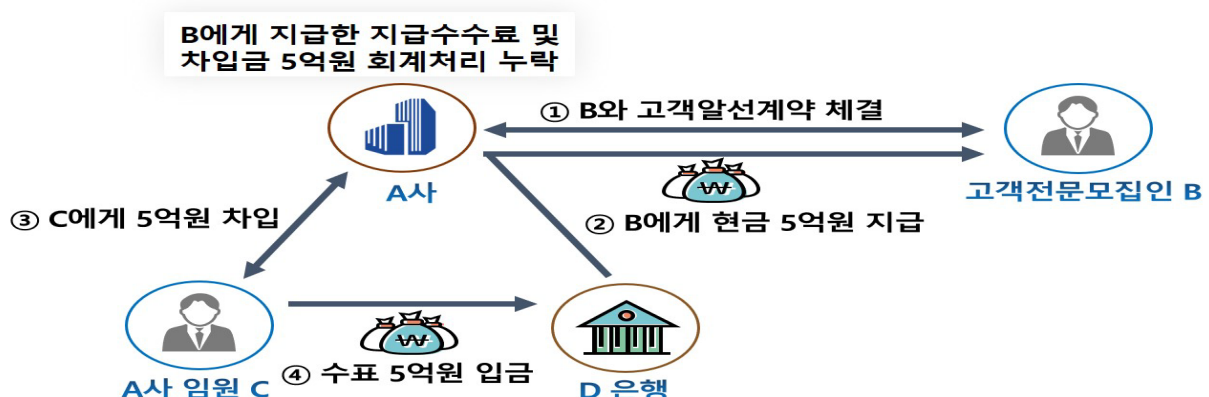 B에게 지급한 지급수수료 및
차입금 5억원 회계처리 누락
① B와 고객알선계약 체결
A사
₩
고객전문모집인 B
③ C에게 5억원 차입
② B에게 현금 5억원 지급
₩
④ 수표 5억원 입금
A사 임원 C
D 은행